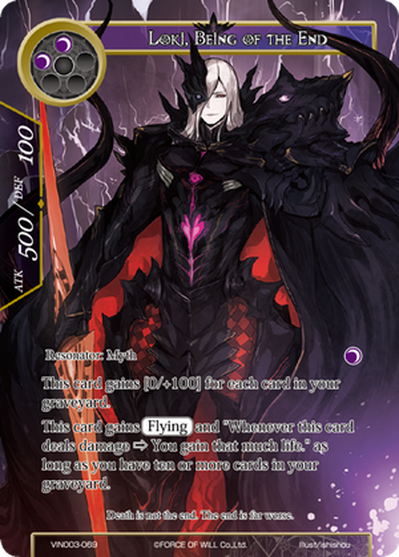 Loki, Being of the End
ATK 500 / DEF 100
Resonator: Myth
This card gains [0/+100] for each card in your
graveyard.
This card gains Flying and "Whenever this card
deals damage ⇨ You gain that much life." as
long as you have ten or more cards in your
graveyard.
Death is not the end. The end is far worse.
VIN003-069 ©FORCE OF WILL Co.,Ltd. Illust/Ishishou